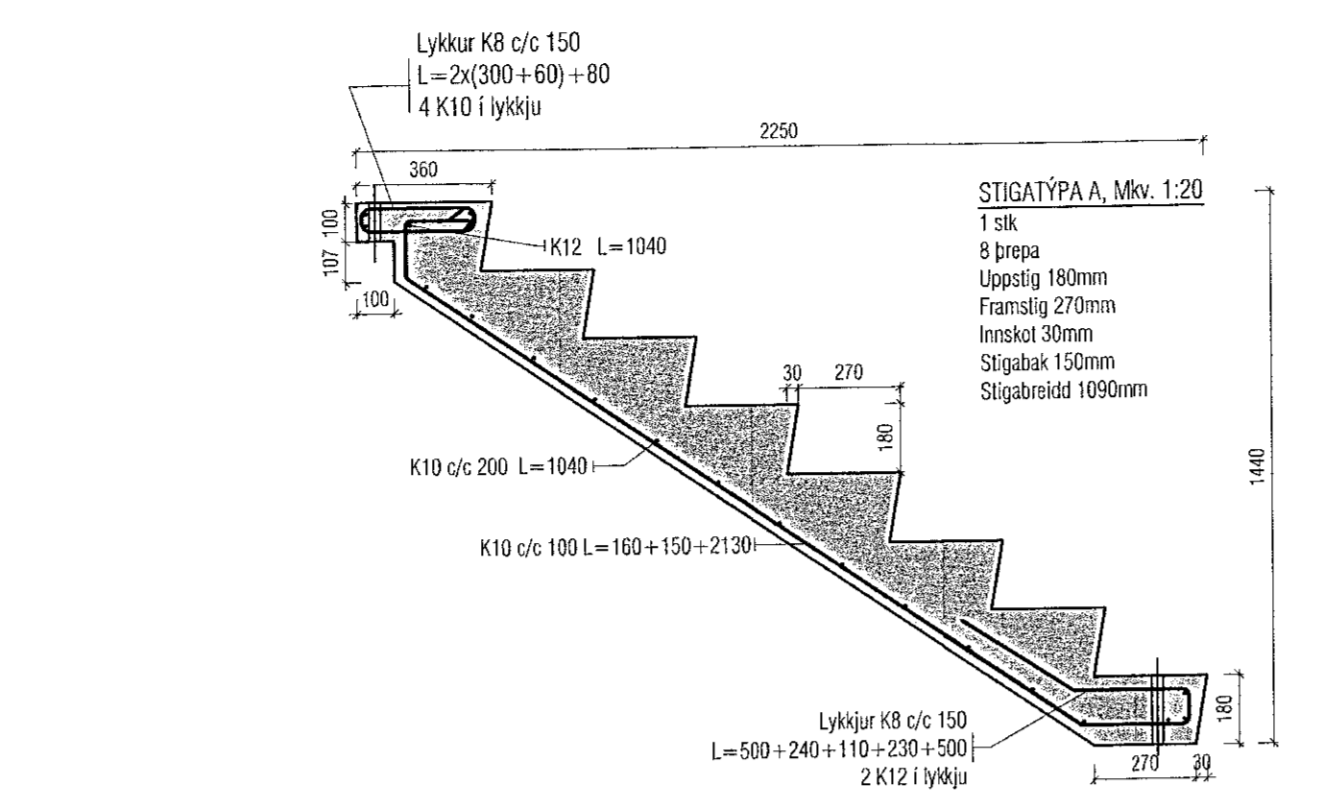 Lykkur K8 c/c 150
L=2x(300+60)+80
4 K10 í lykkju
2250
360
STIGATÝPA A, Mkv. 1:20
1 stk
8 þrepa
Uppstig 180mm
Framstig 270mm
Innskot 30mm
Stigabak 150mm
Stigabreidd 1090mm
100
107
100
K12 L=1040
30
270
180
1440
K10 c/c 200 L=1040
K10 c/c 100 L=160+150+2130
Lykkjur K8 c/c 150
L=500+240+110+230+500
2 K12 í lykkju
180
270
30